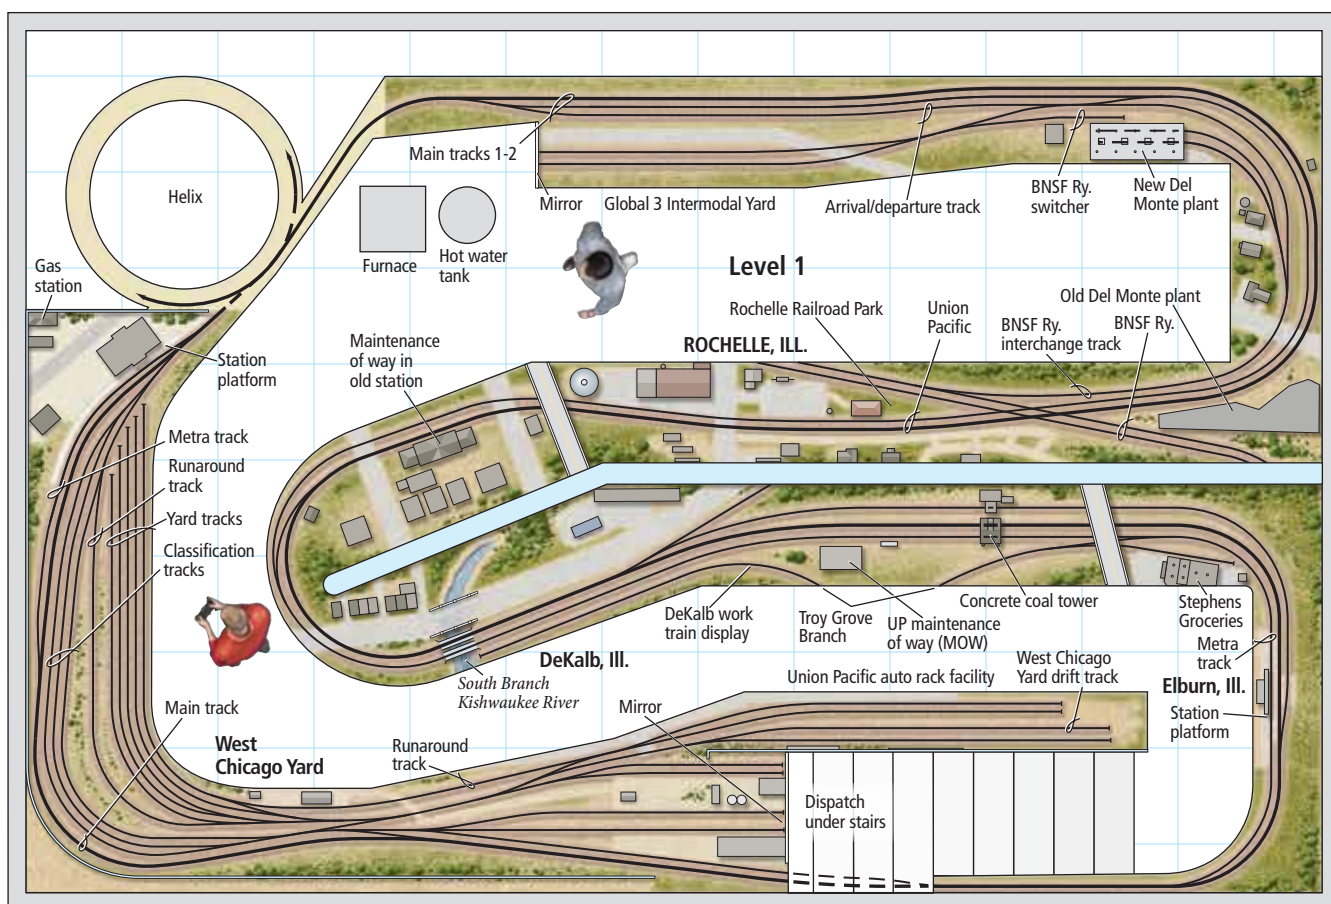 Main tracks 1-2
Helix
Mirror
Global 3 Intermodal Yard
Arrival/departure track
BNSF Ry.
switcher
New Del
Monte plant
Furnace
Hot water
tank
Level 1
Gas
station
Station
platform
Maintenance
of way in
old station
Rochelle Railroad Park
ROCHELLE, ILL.
Union
Pacific
BNSF Ry.
interchange track
Old Del Monte plant
BNSF Ry.
Metra track
Runaround
track
Yard tracks
Classification
tracks
DeKalb work
train display
Troy Grove
Branch
UP maintenance
of way (MOW)
Concrete coal tower
Stephens
Groceries
Metra
track
DeKalb, Ill.
South Branch
Kishwaukee River
Union Pacific auto rack facility
West Chicago
Yard drift track
Elburn, Ill.
Station
platform
Main track
West
Chicago Yard
Runaround
track
Mirror
Dispatch
under stairs